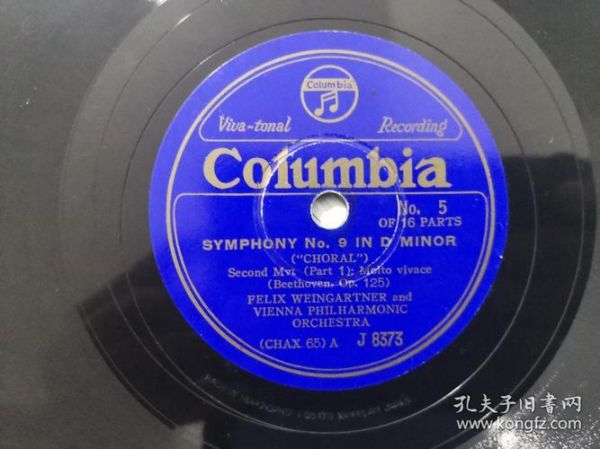 Columbia
Viva-tonal Recording
Columbia
No. 5
OF 16 PARTS
SYMPHONY No. 9 IN D MINOR
("CHORAL")
Second Mvt (Part 1): Molto vivace
(Beethoven, Op. 125)
FELIX WEINGARTNER and
VIENNA PHILHARMONIC
ORCHESTRA
(CHAX 65) A J 8373
孔夫子旧书网
www.kongfz.com